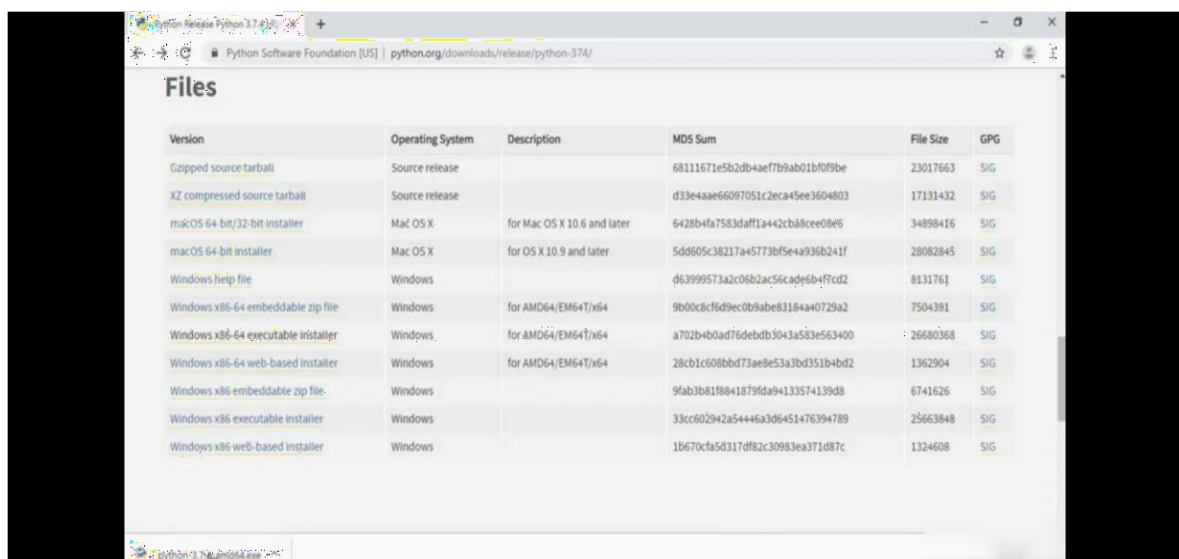 Python Release Python 3.7.4 | P
Python Software Foundation [US] | python.org/downloads/release/python-374/
Files
Version Operating System Description MD5 Sum File Size GPG
Gzipped source tarball Source release 68111671e5b2db4aef7b9ab01bf0f9be 23017663 SIG
XZ compressed source tarball Source release d33e4aae66097051c2eca45ee3604803 17131432 SIG
macOS 64-bit/32-bit installer Mac OS X for Mac OS X 10.6 and later 6428b4fa7583daff1a442cba8cee08e6 34898416 SIG
macOS 64-bit installer Mac OS X for OS X 10.9 and later 5dd605c38217a45773bf5e4a936b241f 28082845 SIG
Windows help file Windows d63999573a2c06b2ac56cade6b4f7cd2 8131761 SIG
Windows x86-64 embeddable zip file Windows for AMD64/EM64T/x64 9b00c8cf6d9ec0b9abe83184a40729a2 7504391 SIG
Windows x86-64 executable installer Windows for AMD64/EM64T/x64 a702b4b0ad76debdb3043a583e563400 26680368 SIG
Windows x86-64 web-based installer Windows for AMD64/EM64T/x64 28cb1c608bbd73ae8e53a3bd351b4bd2 1362904 SIG
Windows x86 embeddable zip file Windows 9fab3b81f8841879fda94133574139d8 6741626 SIG
Windows x86 executable installer Windows 33cc602942a54446a3d6451476394789 25663848 SIG
Windows x86 web-based installer Windows 1b670cfa5d317df82c30983ea371d87c 1324608 SIG